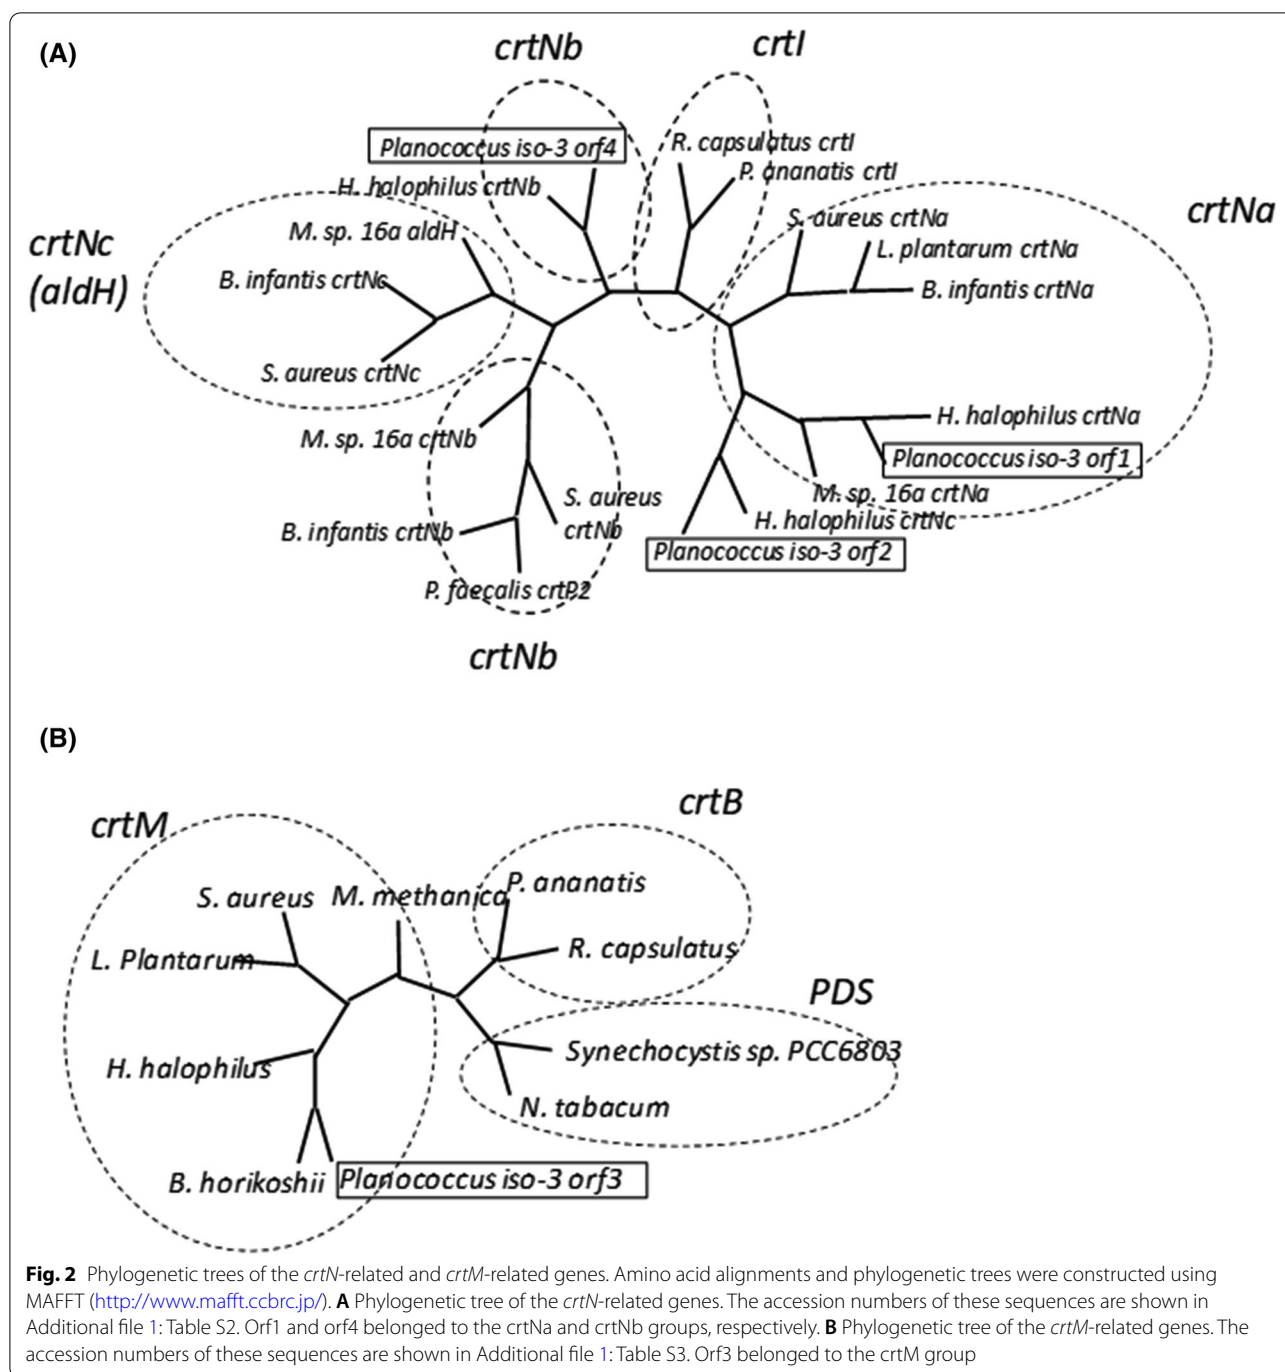 (A)
crtNb
crtI
Planococcus iso-3 orf4
R. capsulatus crtI
P. ananatis crtI
H. halophilus crtNb
crtNa
S. aureus crtNa
M. sp. 16a aldH
L. plantarum crtNa
crtNc
(aldH)
B. infantis crtNc
B. infantis crtNa
S. aureus crtNc
H. halophilus crtNa
M. sp. 16a crtNb
Planococcus iso-3 orf1
S. aureus
crtNb
M. sp. 16a crtNa
H. halophilus crtNc
B. infantis crtNb
Planococcus iso-3 orf2
P. faecalis crtP2
crtNb
(B)
crtM
crtB
S. aureus
M. methanica
P. ananatis
L. Plantarum
R. capsulatus
PDS
H. halophilus
Synechocystis sp. PCC6803
N. tabacum
B. horikoshii
Planococcus iso-3 orf3
Fig. 2 Phylogenetic trees of the crtN-related and crtM-related genes. Amino acid alignments and phylogenetic trees were constructed using
MAFFT (http://www.mafft.ccbrc.jp/). A Phylogenetic tree of the crtN-related genes. The accession numbers of these sequences are shown in
Additional file 1: Table S2. Orf1 and orf4 belonged to the crtNa and crtNb groups, respectively. B Phylogenetic tree of the crtM-related genes. The
accession numbers of these sequences are shown in Additional file 1: Table S3. Orf3 belonged to the crtM group